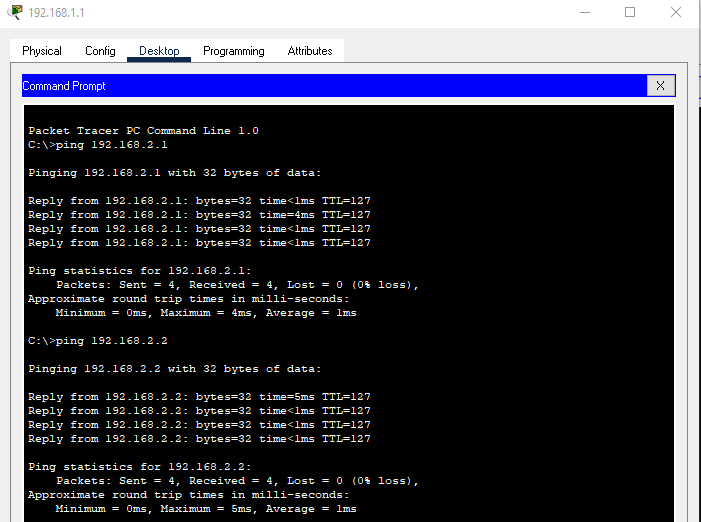 192.168.1.1
Physical Config Desktop Programming Attributes
Command Prompt X
Packet Tracer PC Command Line 1.0
C:\>ping 192.168.2.1
Pinging 192.168.2.1 with 32 bytes of data:
Reply from 192.168.2.1: bytes=32 time<1ms TTL=127
Reply from 192.168.2.1: bytes=32 time=4ms TTL=127
Reply from 192.168.2.1: bytes=32 time<1ms TTL=127
Reply from 192.168.2.1: bytes=32 time<1ms TTL=127
Ping statistics for 192.168.2.1:
Packets: Sent = 4, Received = 4, Lost = 0 (0% loss),
Approximate round trip times in milli-seconds:
Minimum = 0ms, Maximum = 4ms, Average = 1ms
C:\>ping 192.168.2.2
Pinging 192.168.2.2 with 32 bytes of data:
Reply from 192.168.2.2: bytes=32 time=5ms TTL=127
Reply from 192.168.2.2: bytes=32 time<1ms TTL=127
Reply from 192.168.2.2: bytes=32 time<1ms TTL=127
Reply from 192.168.2.2: bytes=32 time<1ms TTL=127
Ping statistics for 192.168.2.2:
Packets: Sent = 4, Received = 4, Lost = 0 (0% loss),
Approximate round trip times in milli-seconds:
Minimum = 0ms, Maximum = 5ms, Average = 1ms